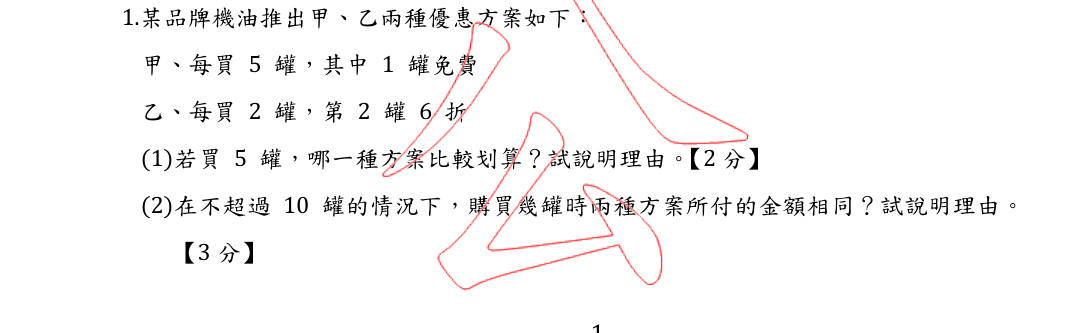 1.某品牌機油推出甲、乙兩種優惠方案如下：
甲、每買 5 罐，其中 1 罐免費
乙、每買 2 罐，第 2 罐 6 折
(1)若買 5 罐，哪一種方案比較划算？試說明理由。【2 分】
(2)在不超過 10 罐的情況下，購買幾罐時兩種方案所付的金額相同？試說明理由。
【3 分】